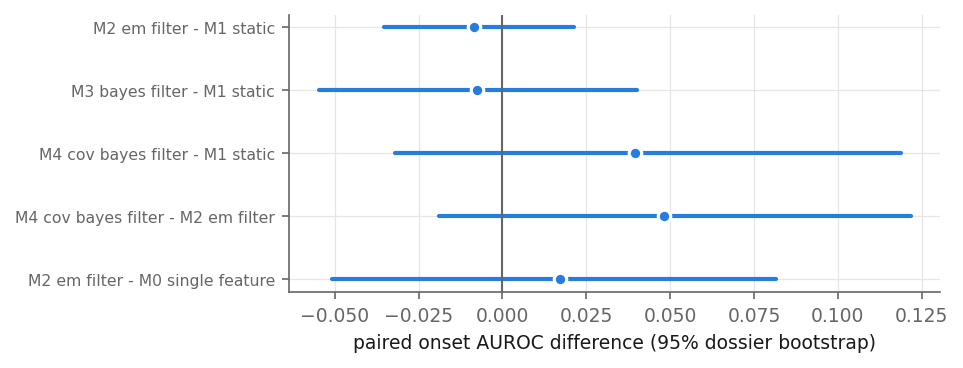 M2 em filter - M1 static
M3 bayes filter - M1 static
M4 cov bayes filter - M1 static
M4 cov bayes filter - M2 em filter
M2 em filter - M0 single feature
−0.050 −0.025 0.000 0.025 0.050 0.075 0.100 0.125
paired onset AUROC difference (95% dossier bootstrap)